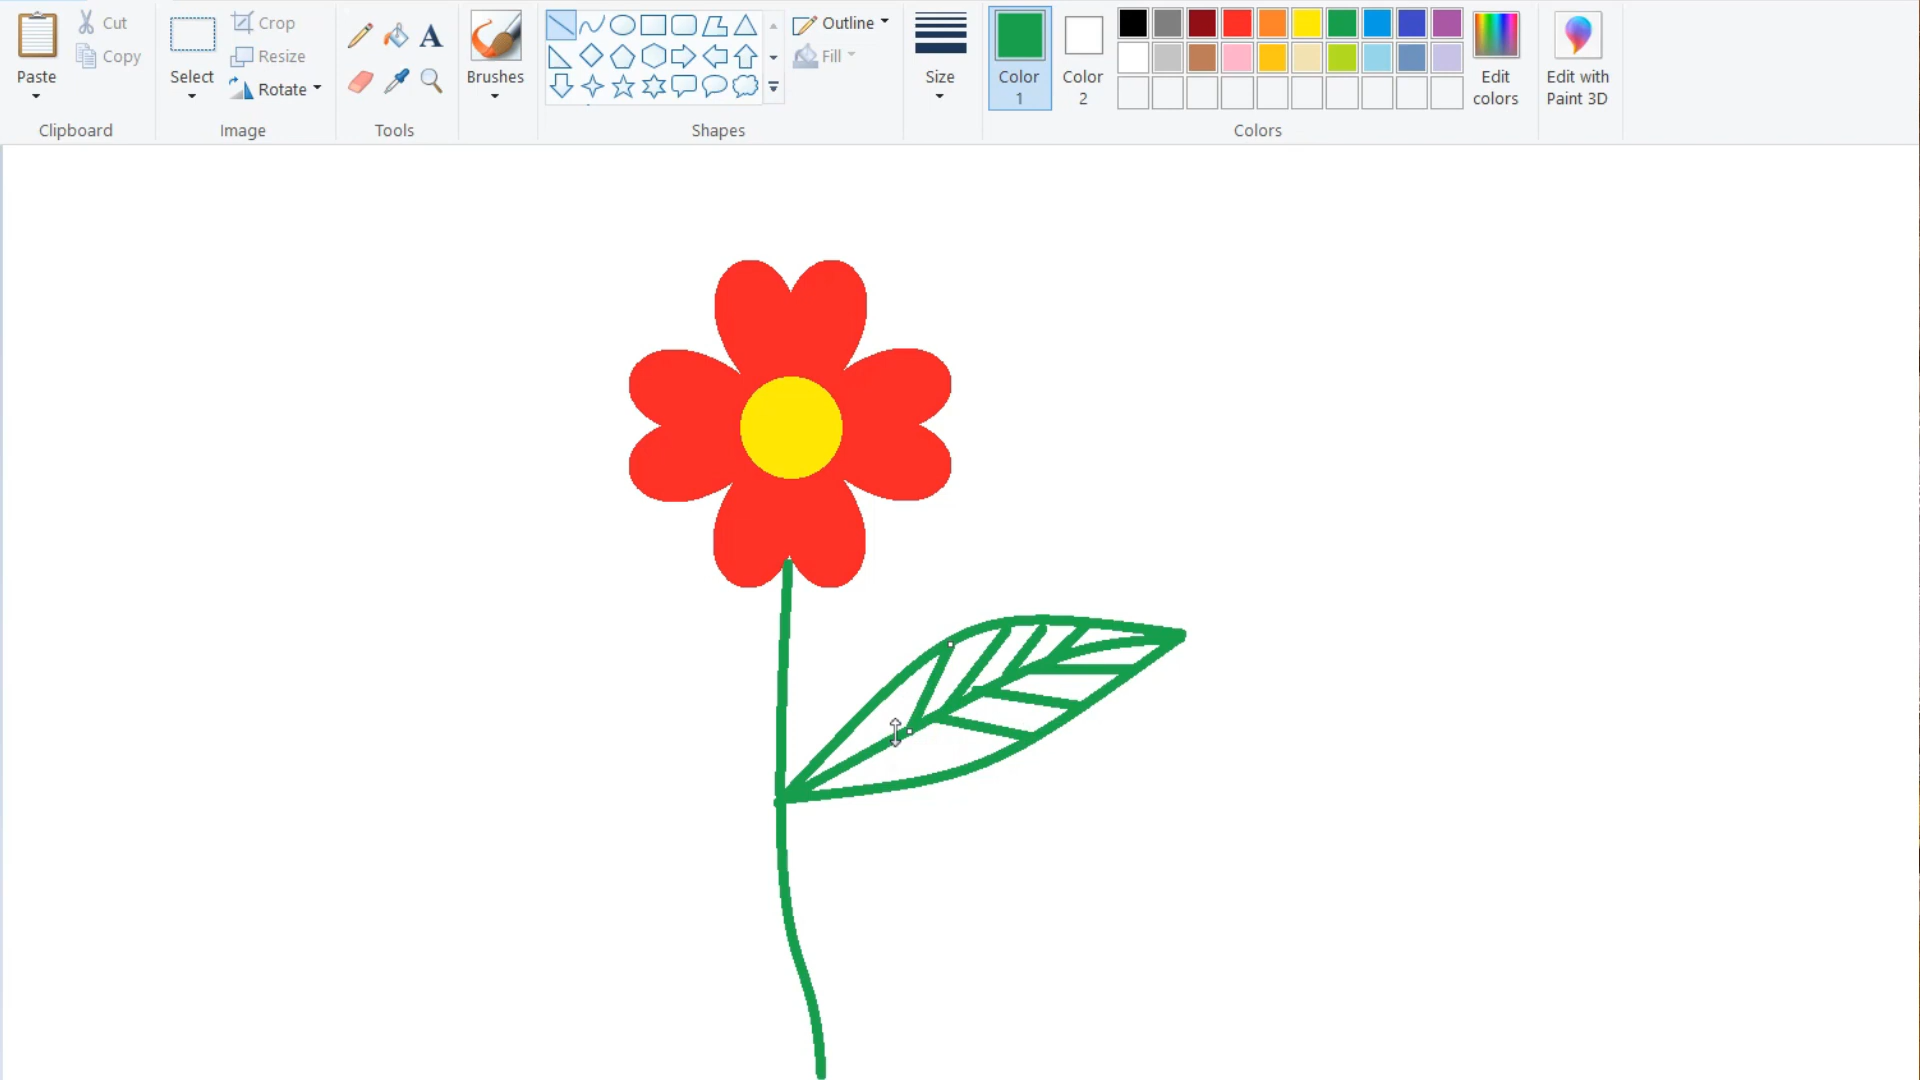 Cut
Copy
Paste
Clipboard
Select
Crop
Resize
Rotate
Image
A
Tools
Brushes
Shapes
Outline
Fill
Size
Color
1
Color
2
Colors
Edit
colors
Edit with
Paint 3D